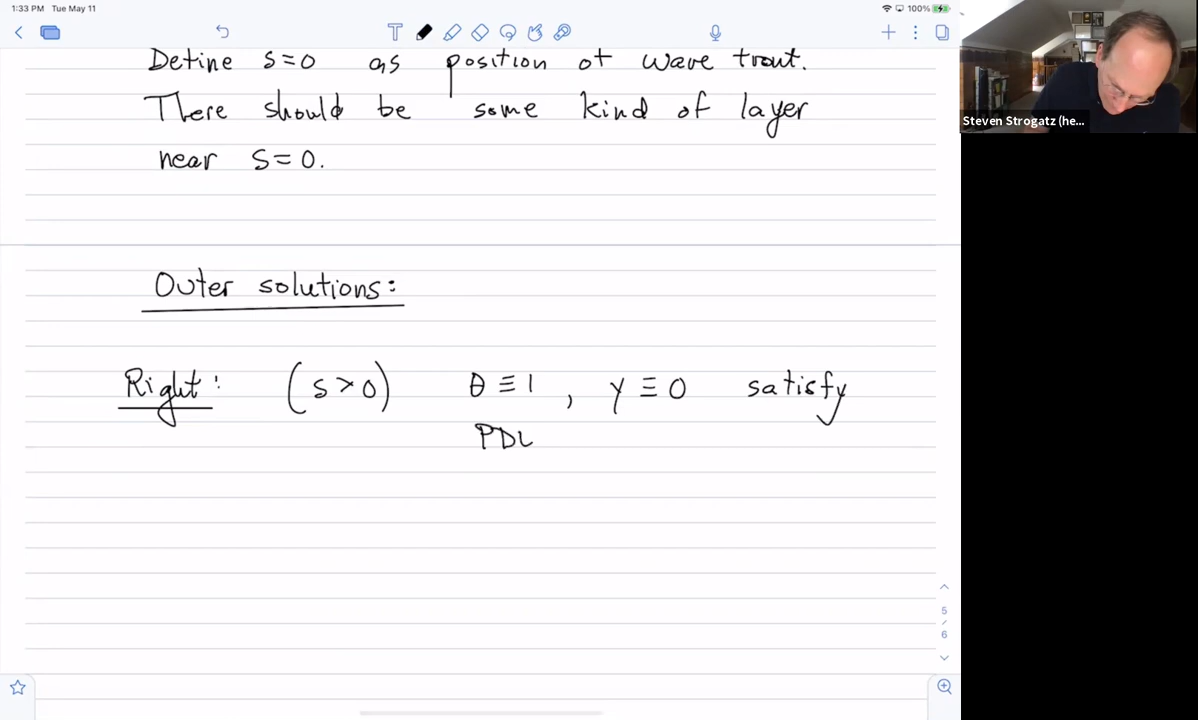 1:33 PM Tue May 11
100%
Define s=0 as position of wave front.
There should be some kind of layer
near s=0.
Outer solutions:
Right: (s>0) θ≡1, Y≡0 satisfy
PD
5
/
6
Steven Strogatz (he...